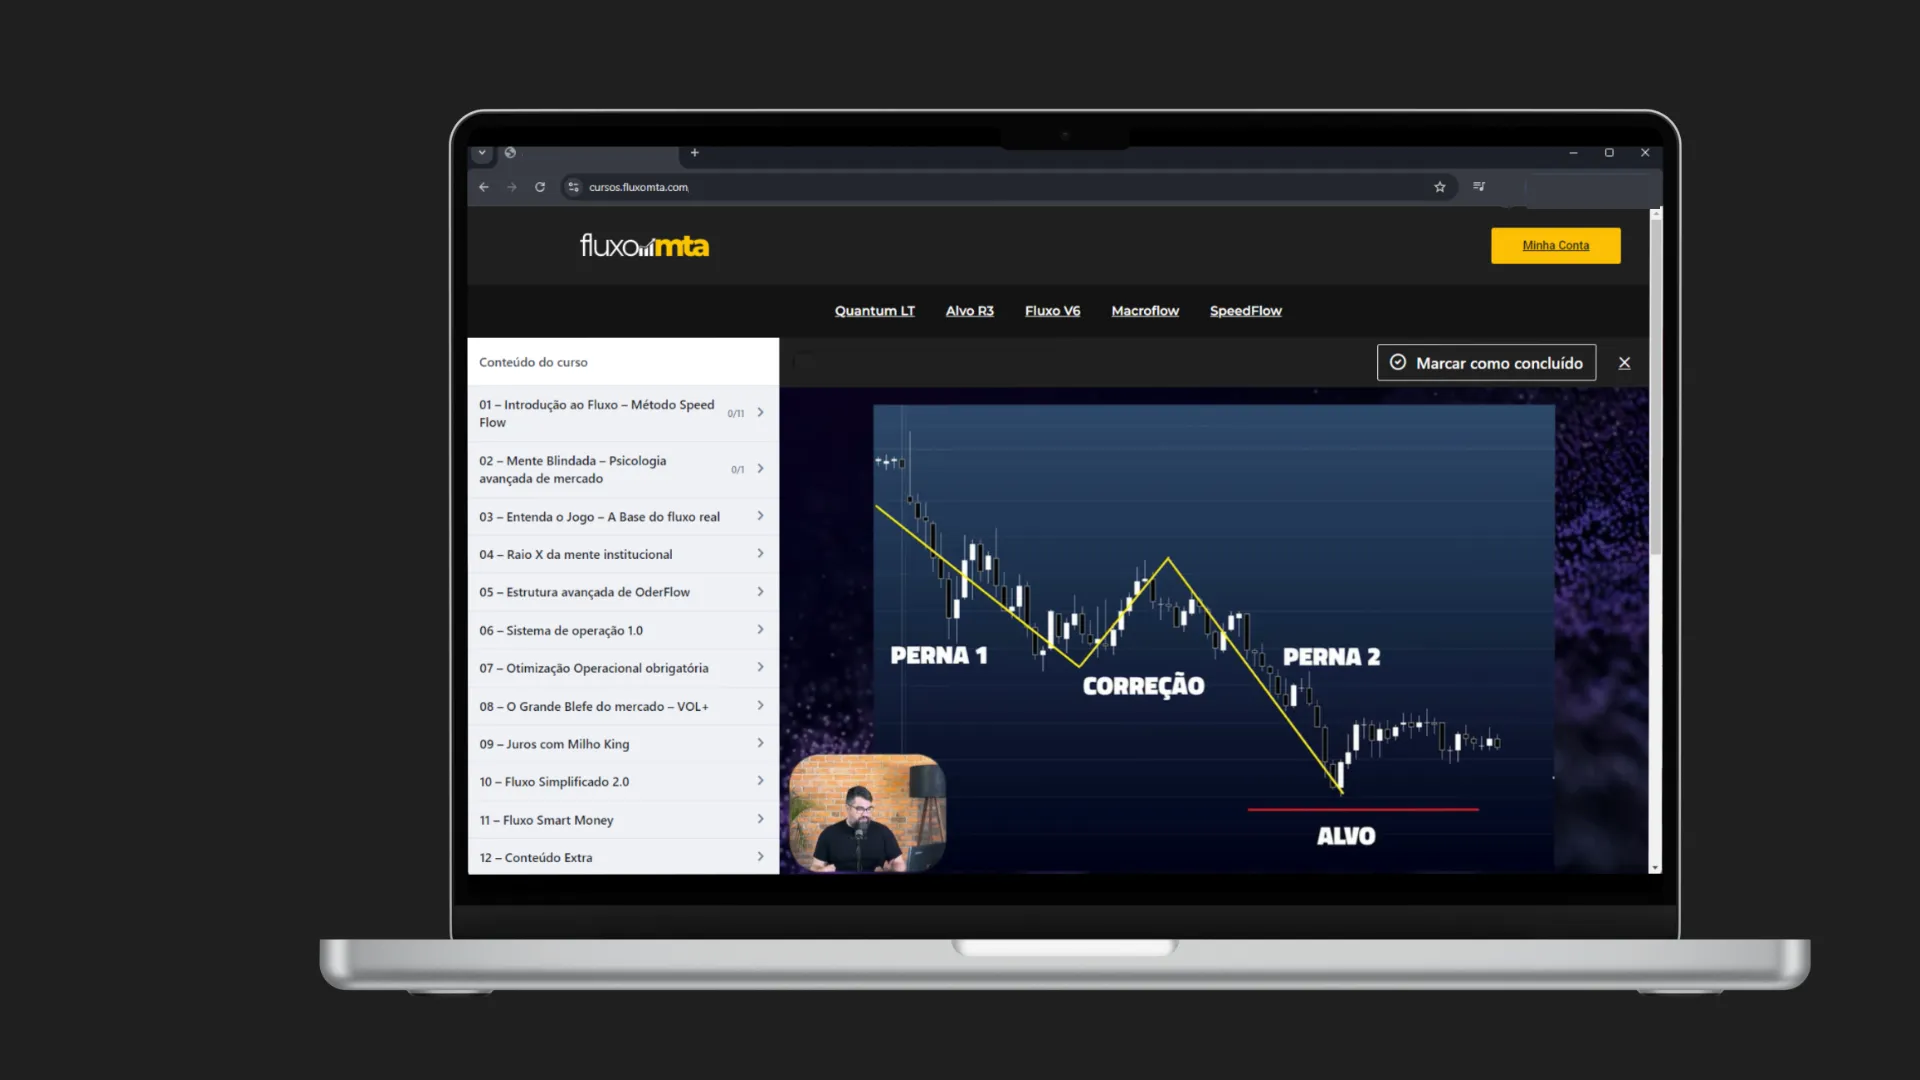 cursos.fluxomta.com
fluxomta
Minha Conta
Quantum LT
Alvo R3
Fluxo V6
Macroflow
SpeedFlow
Conteúdo do curso
Marcar como concluído
01 – Introdução ao Fluxo – Método Speed
Flow
0/11
02 – Mente Blindada – Psicologia
avançada de mercado
0/1
03 – Entenda o Jogo – A Base do fluxo real
04 – Raio X da mente institucional
05 – Estrutura avançada de OderFlow
06 – Sistema de operação 1.0
07 – Otimização Operacional obrigatória
08 – O Grande Blefe do mercado – VOL+
09 – Juros com Milho King
10 – Fluxo Simplificado 2.0
11 – Fluxo Smart Money
12 – Conteúdo Extra
PERNA 1
CORREÇÃO
PERNA 2
ALVO